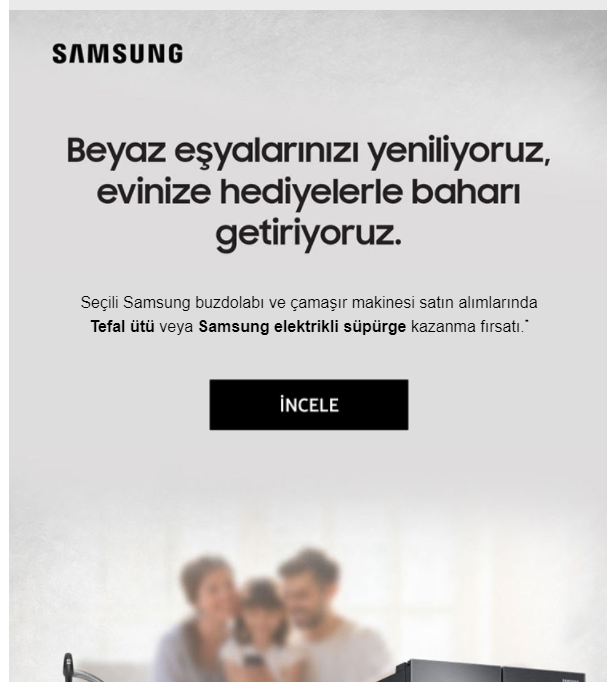 SAMSUNG
Beyaz eşyalarınızı yeniliyoruz,
evinize hediyelerle baharı
getiriyoruz.
Seçili Samsung buzdolabı ve çamaşır makinesi satın alımlarında
Tefal ütü veya Samsung elektrikli süpürge kazanma fırsatı.*
İNCELE
SAMSUNG